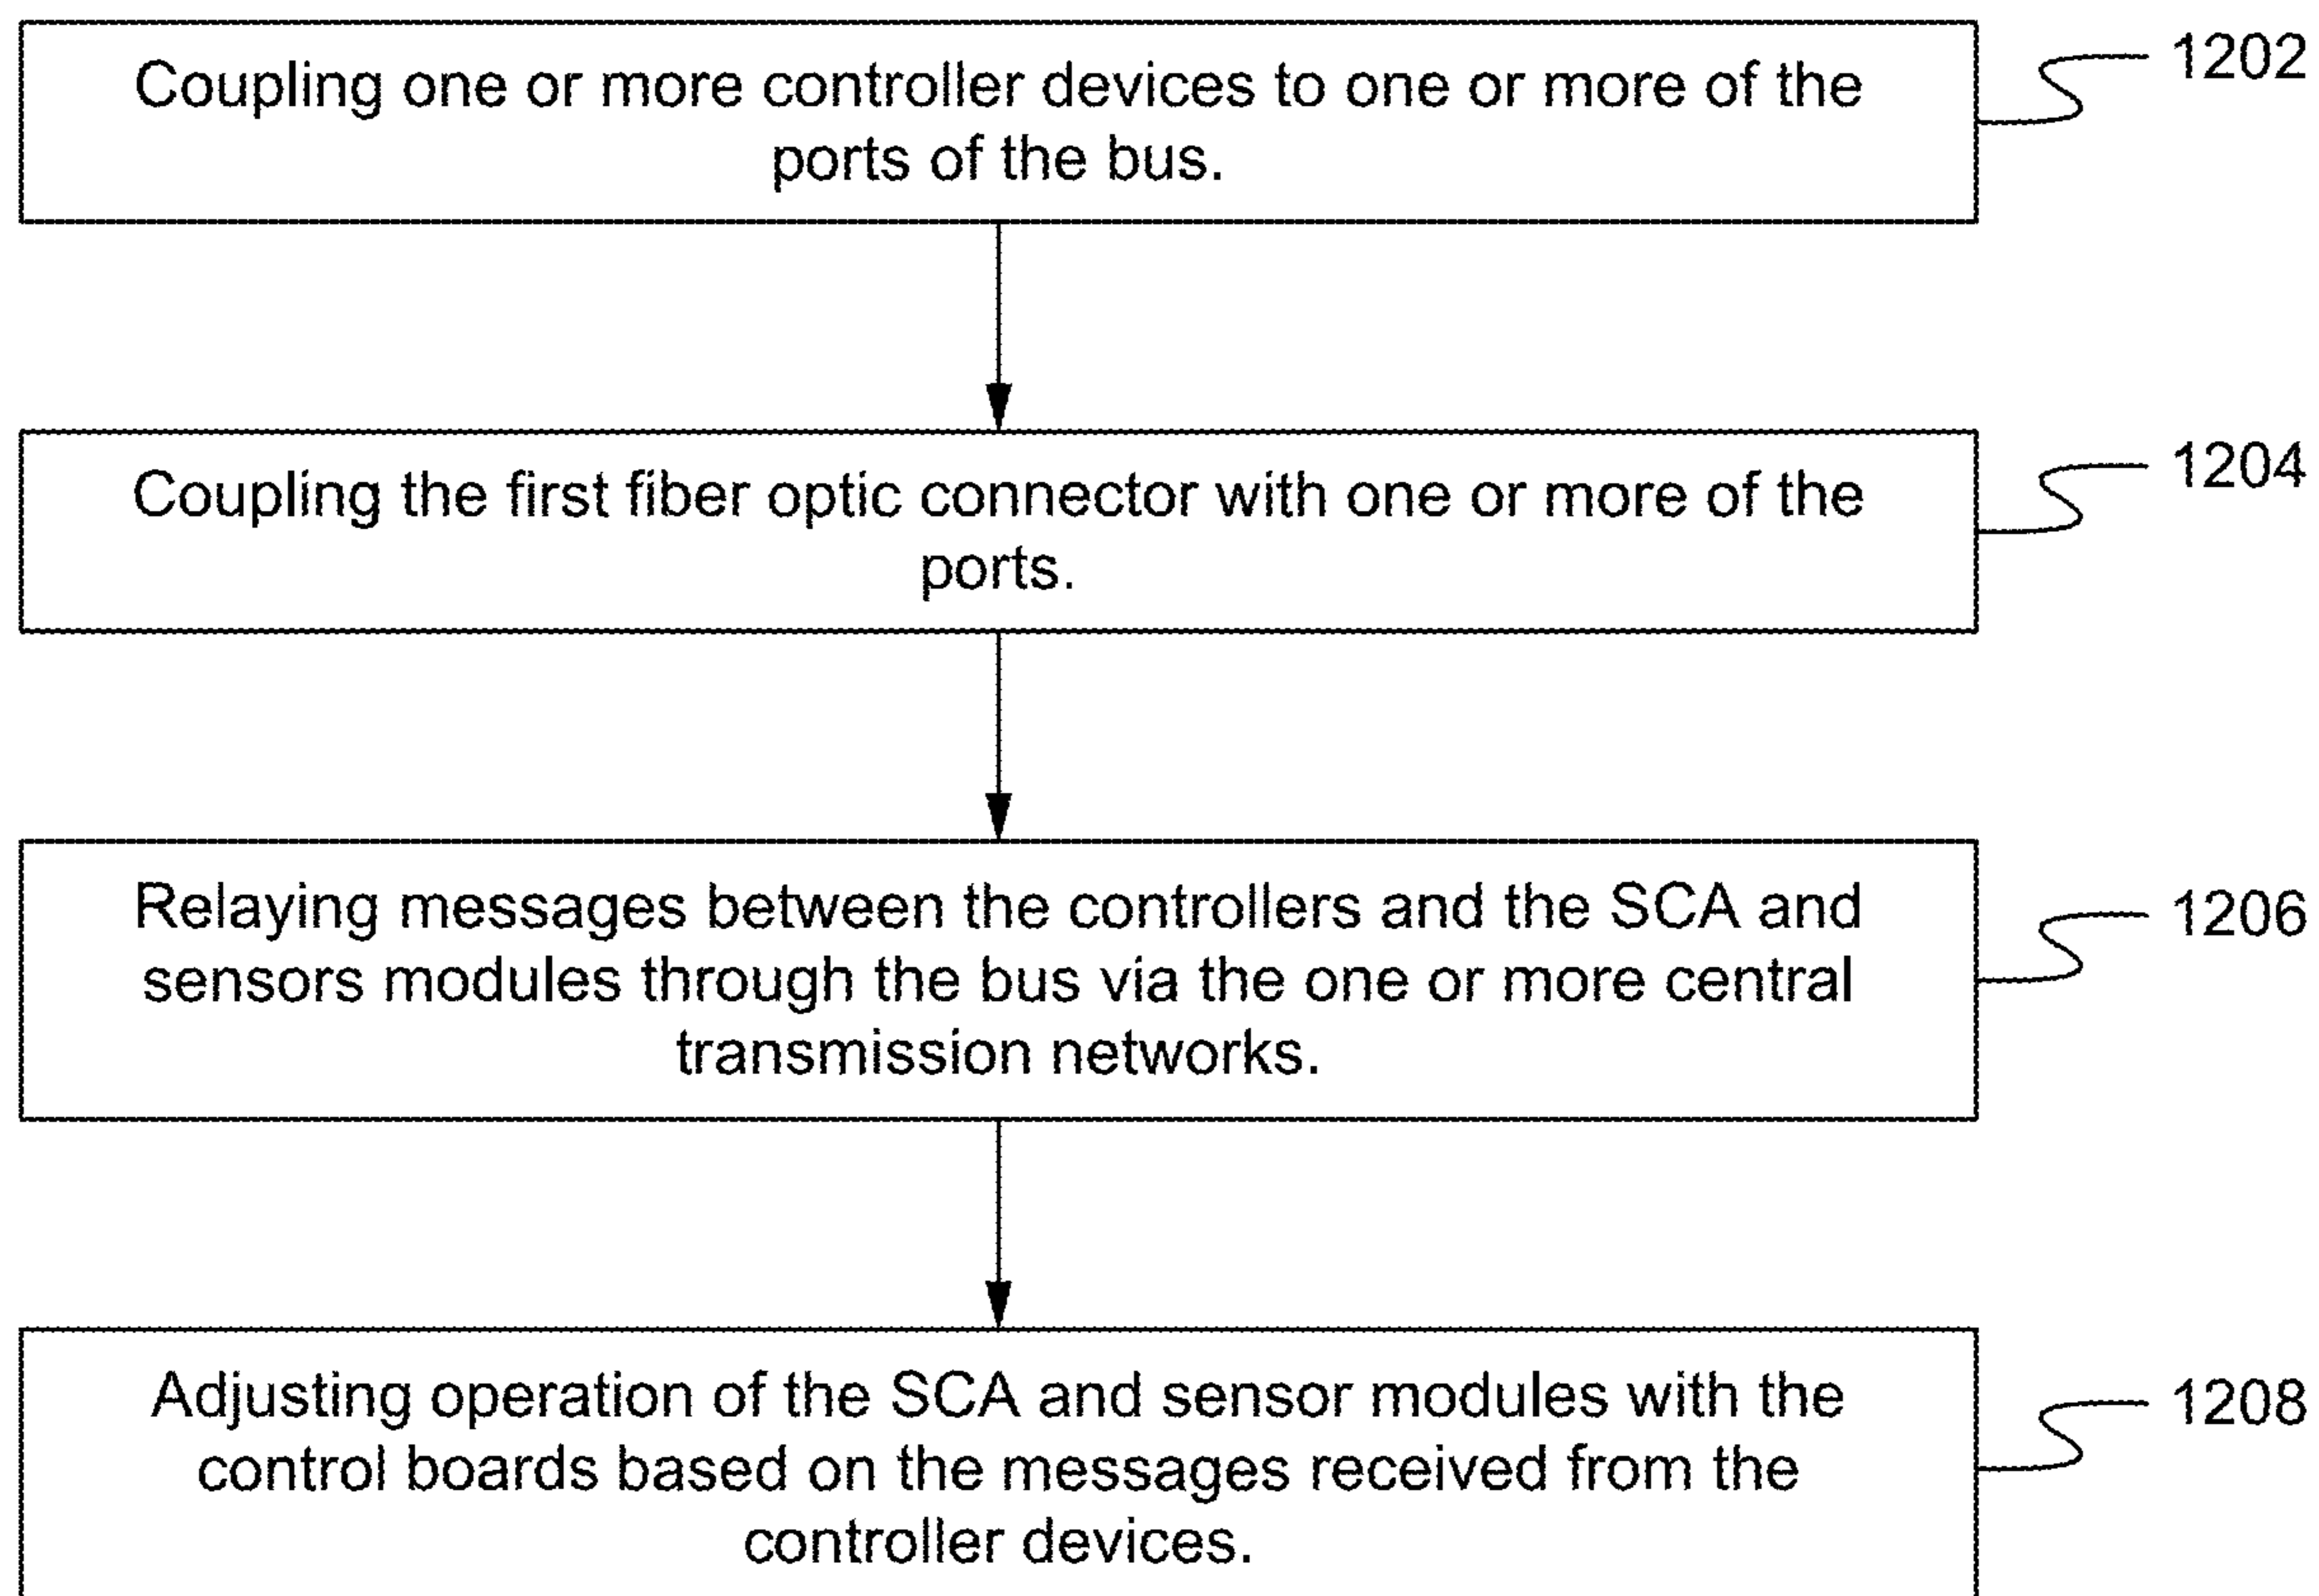 Coupling one or more controller devices to one or more of the
ports of the bus.
1202
Coupling the first fiber optic connector with one or more of the
ports.
1204
Relaying messages between the controllers and the SCA and
sensors modules through the bus via the one or more central
transmission networks.
1206
Adjusting operation of the SCA and sensor modules with the
control boards based on the messages received from the
controller devices.
1208